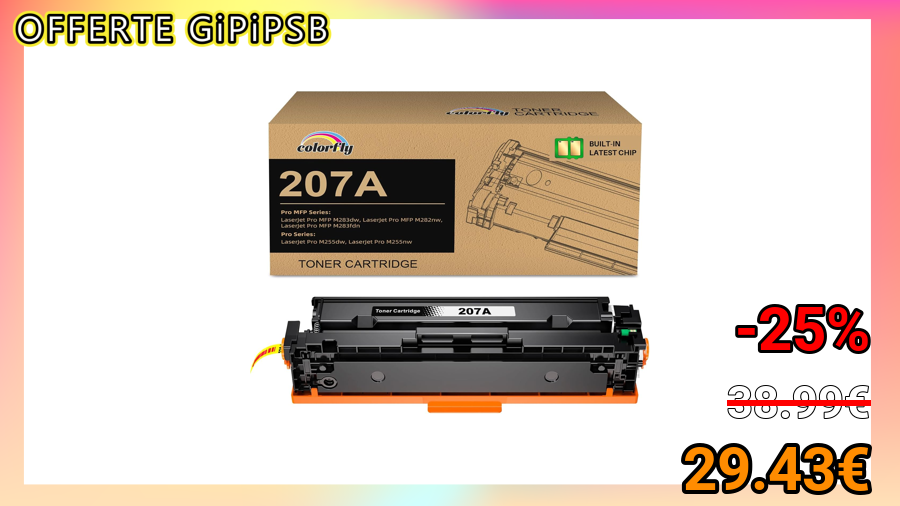 OFFERTE GiPiPSB
colorfly TONER CARTRIDGE
colorfly
BUILT-IN
LATEST CHIP
207A
Pro MFP Series:
LaserJet Pro MFP M283dw, LaserJet Pro MFP M282nw,
LaserJet Pro MFP M283fdn
Pro Series:
LaserJet Pro M255dw, LaserJet Pro M255nw
TONER CARTRIDGE
Toner Cartridge 207A
-25%
38.99€
29.43€